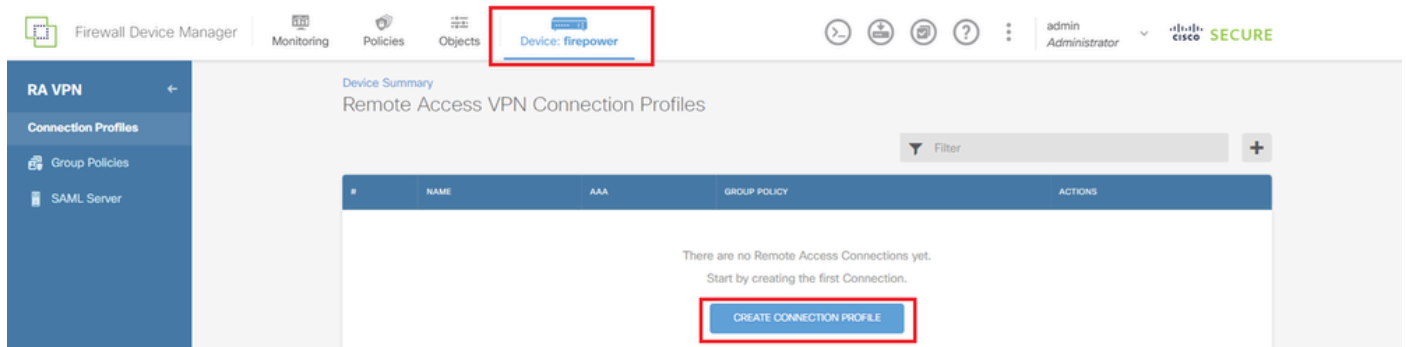 Firewall Device Manager
Monitoring
Policies
Objects
Device: firepower
admin
Administrator
cisco SECURE
RA VPN
Connection Profiles
Group Policies
SAML Server
Device Summary
Remote Access VPN Connection Profiles
Filter
# NAME AAA GROUP POLICY ACTIONS
There are no Remote Access Connections yet.
Start by creating the first Connection.
CREATE CONNECTION PROFILE